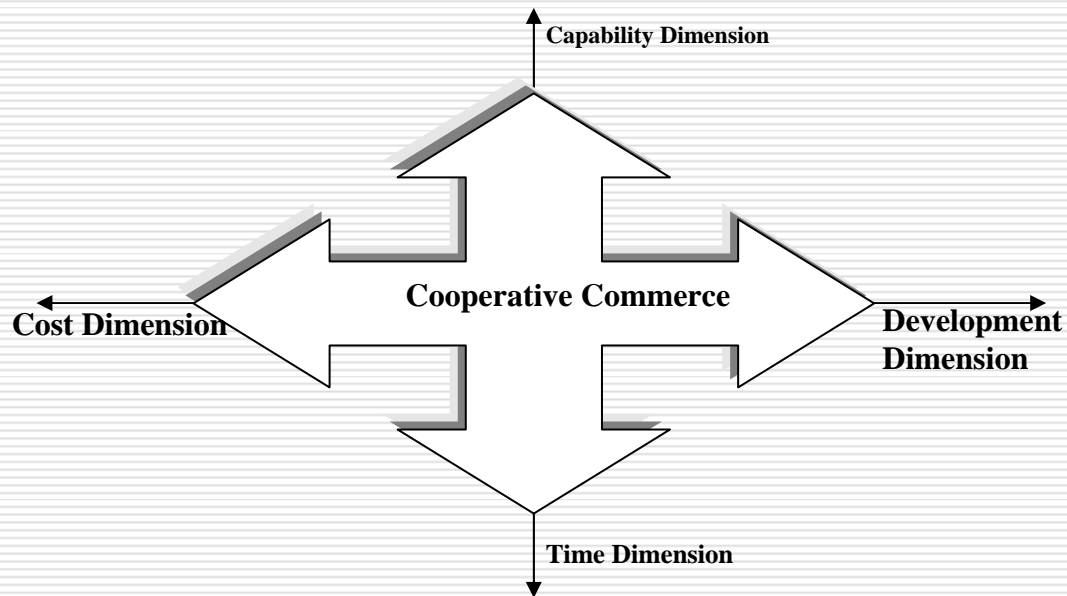 Capability Dimension
Cooperative Commerce
Cost Dimension
Development
Dimension
Time Dimension